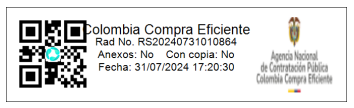 Colombia Compra Eficiente
Rad No. RS20240731010864
Anexos: No Con copia: No
Fecha: 31/07/2024 17:20:30
Agencia Nacional
de Contratación Pública
Colombia Compra Eficiente